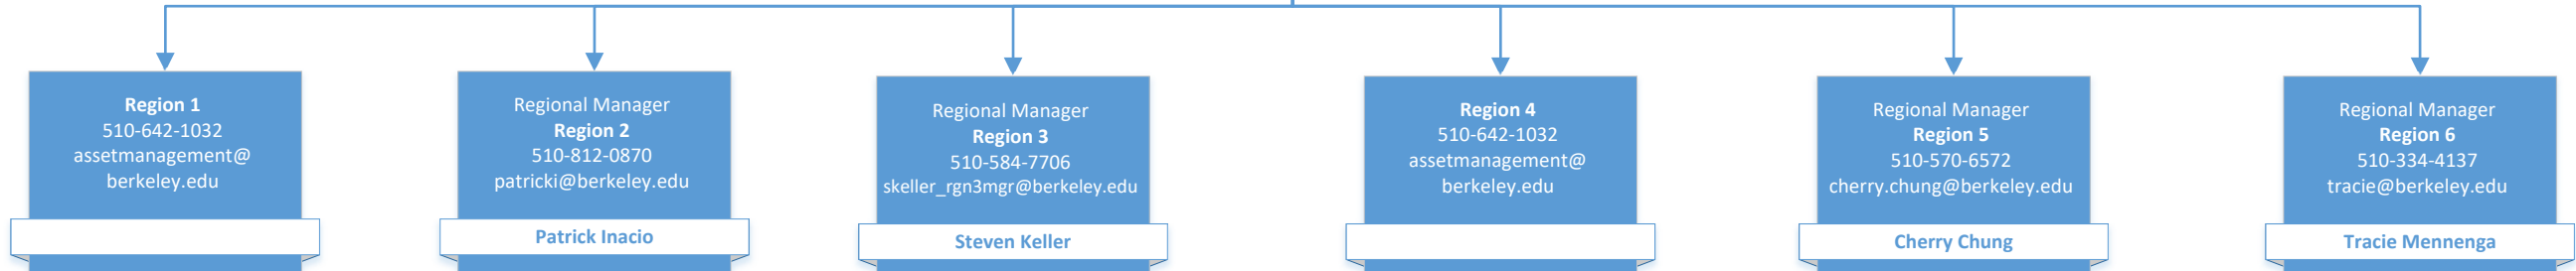 Region 1
510-642-1032
assetmanagement@
berkeley.edu
Regional Manager
Region 2
510-812-0870
patricki@berkeley.edu
Patrick Inacio
Regional Manager
Region 3
510-584-7706
skeller_rgn3mgr@berkeley.edu
Steven Keller
Region 4
510-642-1032
assetmanagement@
berkeley.edu
Regional Manager
Region 5
510-570-6572
cherry.chung@berkeley.edu
Cherry Chung
Regional Manager
Region 6
510-334-4137
tracie@berkeley.edu
Tracie Mennenga